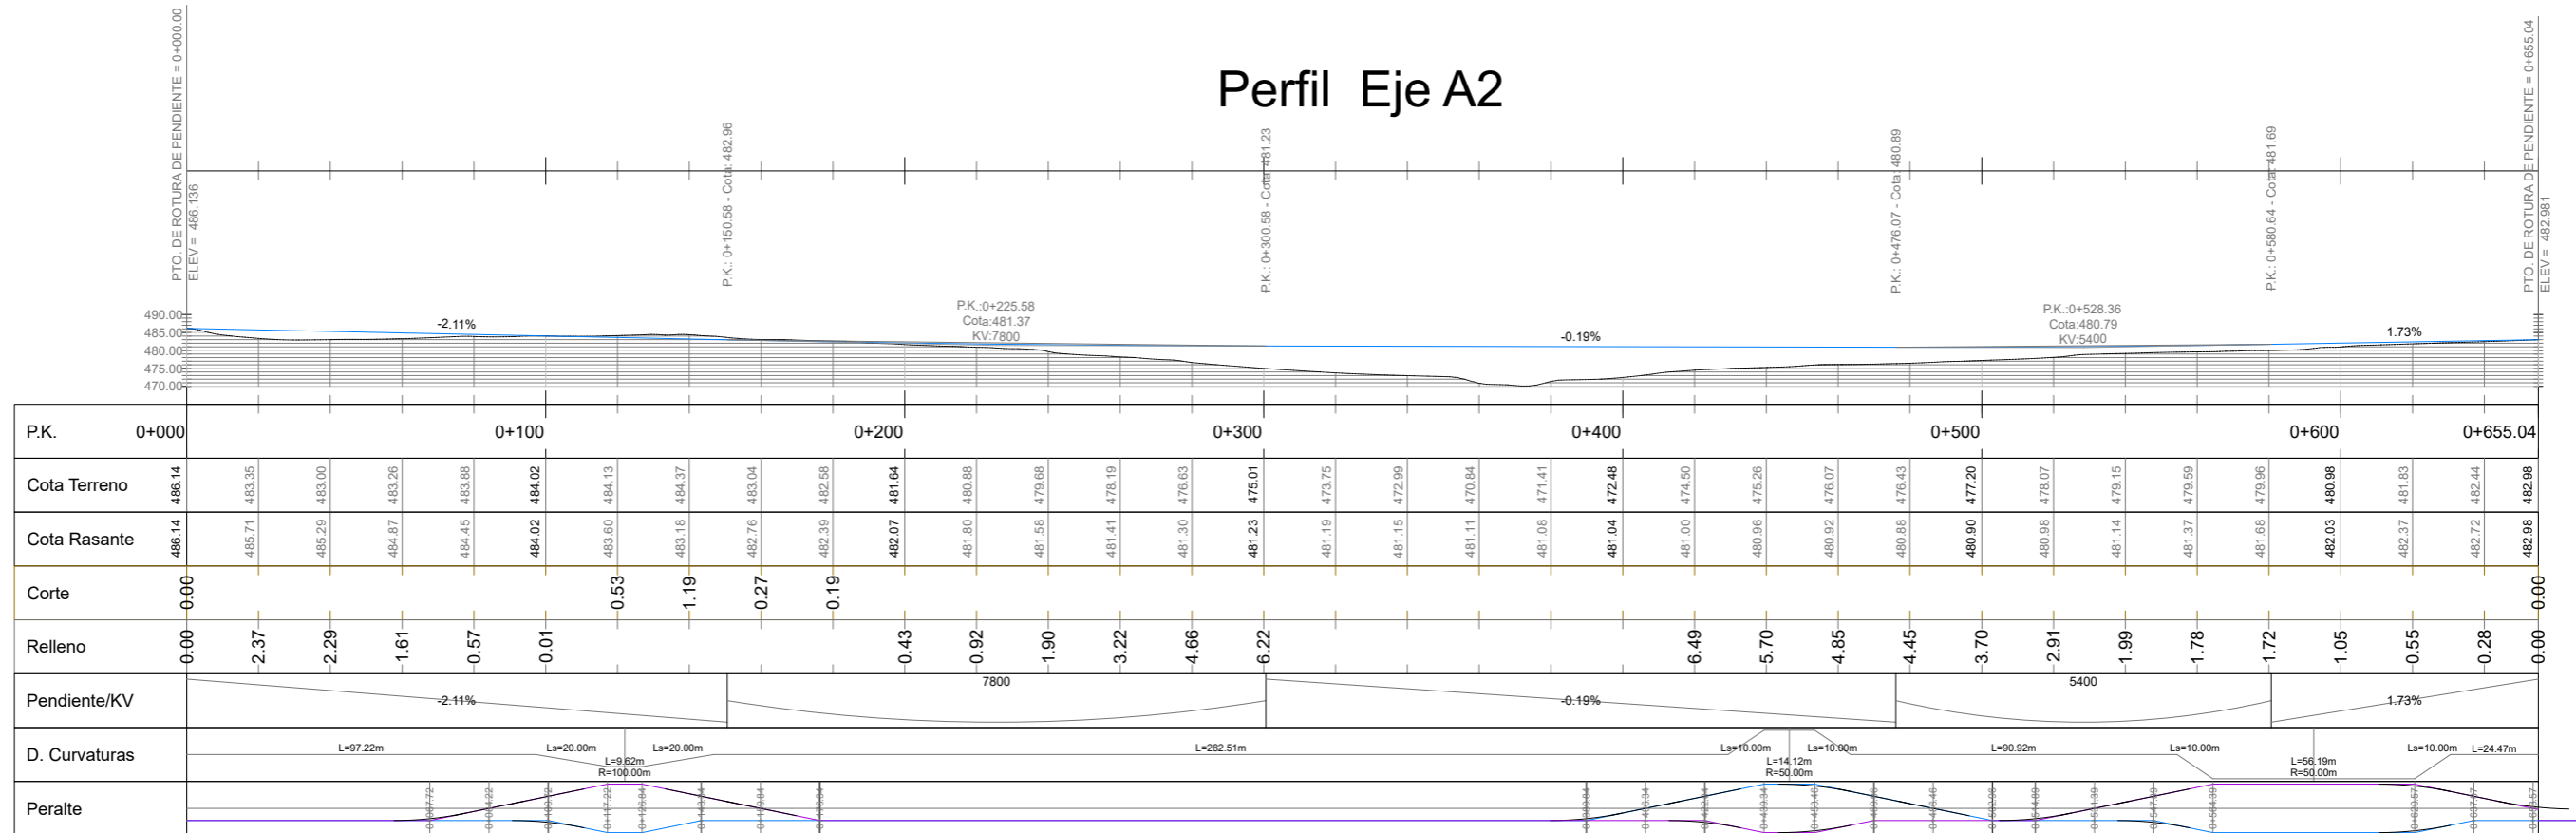 Perfil Eje A2
PTO. DE ROTURA DE PENDIENTE = 0+000.00
ELEV = 486.136
P.K.: 0+150.58 - Cota: 482.96
P.K.: 0+300.58 - Cota: 481.23
P.K.: 0+476.07 - Cota: 480.89
P.K.: 0+580.64 - Cota: 481.69
PTO. DE ROTURA DE PENDIENTE = 0+655.04
ELEV = 482.981
490.00
485.00
480.00
475.00
470.00
-2.11%
P.K.:0+225.58
Cota:481.37
KV:7800
-0.19%
P.K.:0+528.36
Cota:480.79
KV:5400
1.73%
P.K. 0+000 0+100 0+200 0+300 0+400 0+500 0+600 0+655.04
Cota Terreno 486.14 483.35 483.00 483.26 483.88 484.02 484.13 484.37 483.04 482.58 481.64 480.88 479.68 478.19 476.63 475.01 473.75 472.99 470.84 471.41 472.48 474.50 475.26 476.07 476.43 477.20 478.07 479.15 479.59 479.96 480.98 481.83 482.44 482.98
Cota Rasante 486.14 485.71 485.29 484.87 484.45 484.02 483.60 483.18 482.76 482.39 482.07 481.80 481.58 481.41 481.30 481.23 481.19 481.15 481.11 481.08 481.04 481.00 480.96 480.92 480.88 480.90 480.98 481.14 481.37 481.68 482.03 482.37 482.72 482.98
Corte 0.00 0.53 1.19 0.27 0.19 0.00
Relleno 0.00 2.37 2.29 1.61 0.57 0.01 0.43 0.92 1.90 3.22 4.66 6.22 6.49 5.70 4.85 4.45 3.70 2.91 1.99 1.78 1.72 1.05 0.55 0.28 0.00
Pendiente/KV -2.11% 7800 -0.19% 5400 1.73%
D. Curvaturas L=97.22m Ls=20.00m Ls=20.00m L=282.51m Ls=10.00m Ls=10.00m L=90.92m Ls=10.00m Ls=10.00m L=24.47m
L=9.62m L=14.12m L=56.19m
R=100.00m R=50.00m R=50.00m
Peralte 0+117.22 0+126.84 0+439.34 0+453.46 0+564.39 0+620.57